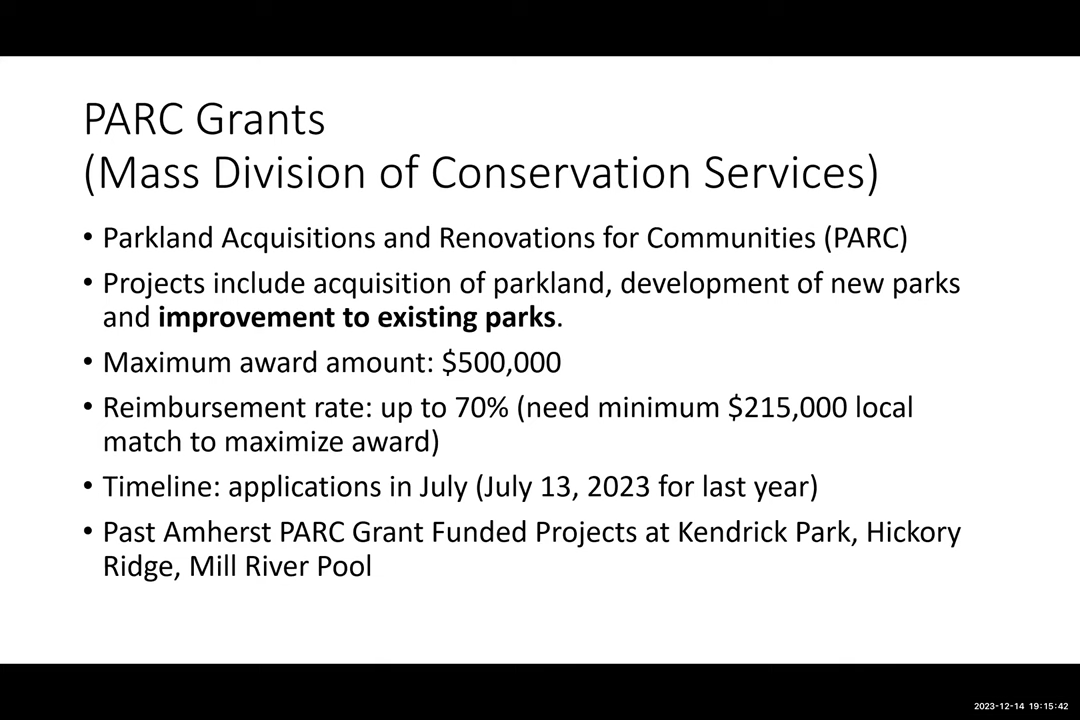 PARC Grants
(Mass Division of Conservation Services)
• Parkland Acquisitions and Renovations for Communities (PARC)
• Projects include acquisition of parkland, development of new parks
and improvement to existing parks.
• Maximum award amount: $500,000
• Reimbursement rate: up to 70% (need minimum $215,000 local
match to maximize award)
• Timeline: applications in July (July 13, 2023 for last year)
• Past Amherst PARC Grant Funded Projects at Kendrick Park, Hickory
Ridge, Mill River Pool
2023-12-14 19:15:42